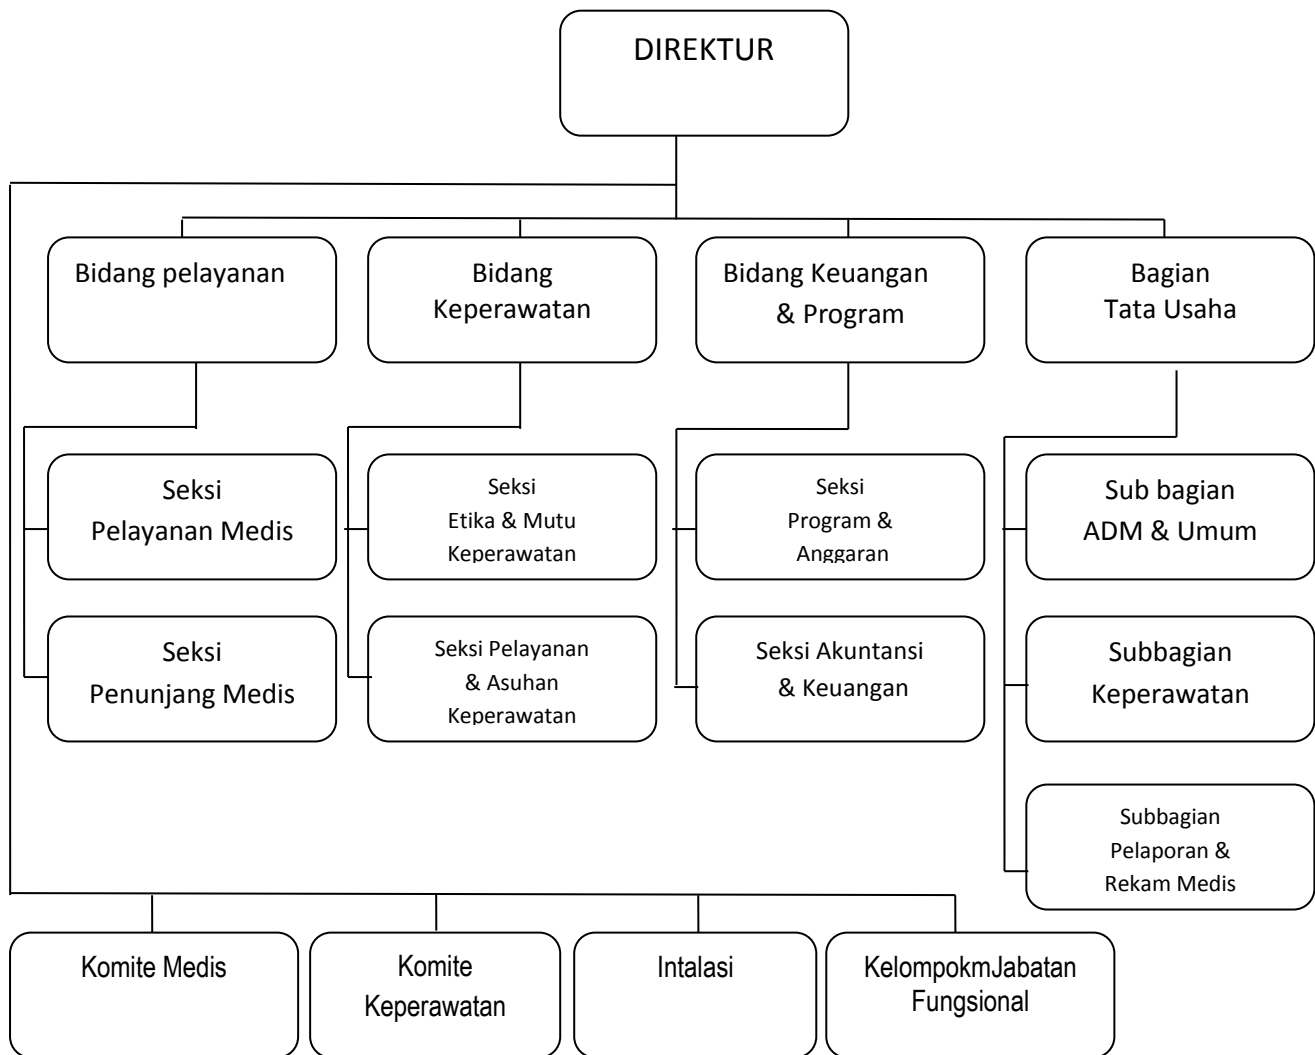 DIREKTUR
Bidang pelayanan
Bidang
Keperawatan
Bidang Keuangan
& Program
Bagian
Tata Usaha
Seksi
Pelayanan Medis
Seksi
Etika & Mutu
Keperawatan
Seksi
Program &
Anggaran
Sub bagian
ADM & Umum
Seksi
Penunjang Medis
Seksi Pelayanan
& Asuhan
Keperawatan
Seksi Akuntansi
& Keuangan
Subbagian
Keperawatan
Subbagian
Pelaporan &
Rekam Medis
Komite Medis
Komite
Keperawatan
Intalasi
KelompokmJabatan
Fungsional